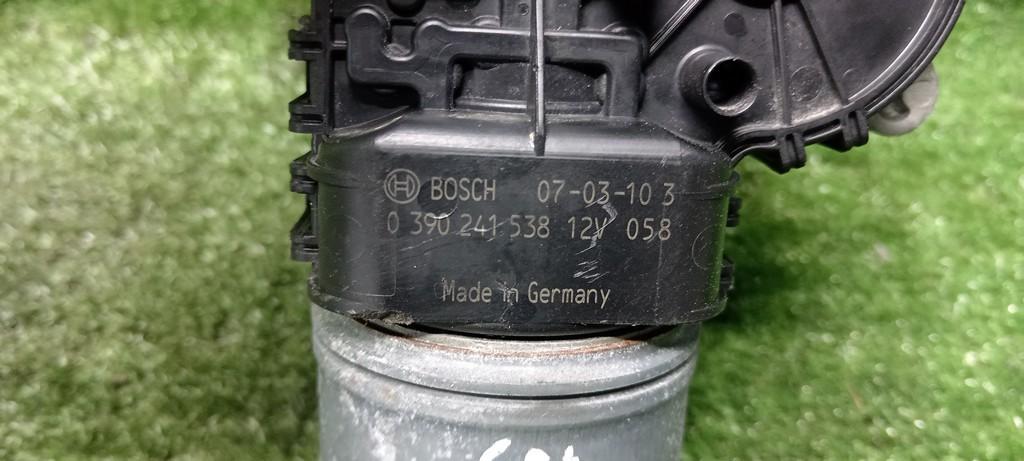 BOSCH 07-03-10 3
0 390 241 538 12V 058
Made in Germany